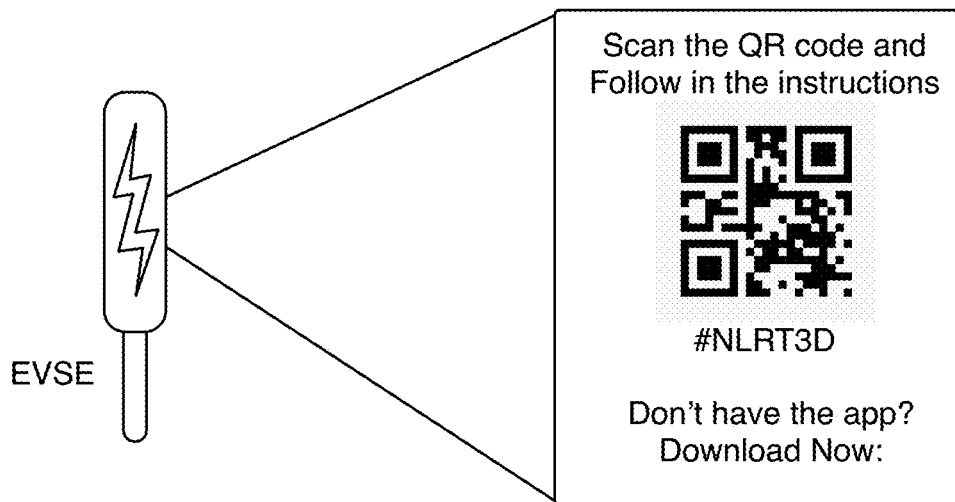 Scan the QR code and
Follow in the instructions
#NLRT3D
EVSE
Don't have the app?
Download Now: